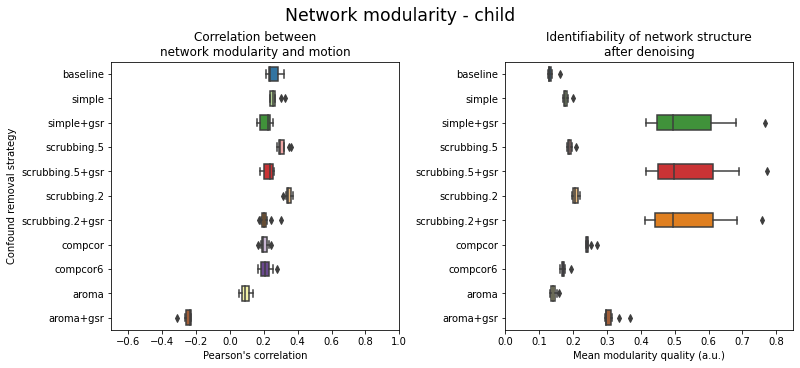 Network modularity - child
Correlation between
network modularity and motion
Confound removal strategy
baseline
simple
simple+gsr
scrubbing.5
scrubbing.5+gsr
scrubbing.2
scrubbing.2+gsr
compcor
compcor6
aroma
aroma+gsr
−0.6 −0.4 −0.2 0.0 0.2 0.4 0.6 0.8 1.0
Pearson's correlation
Identifiability of network structure
after denoising
baseline
simple
simple+gsr
scrubbing.5
scrubbing.5+gsr
scrubbing.2
scrubbing.2+gsr
compcor
compcor6
aroma
aroma+gsr
0.0 0.1 0.2 0.3 0.4 0.5 0.6 0.7 0.8
Mean modularity quality (a.u.)